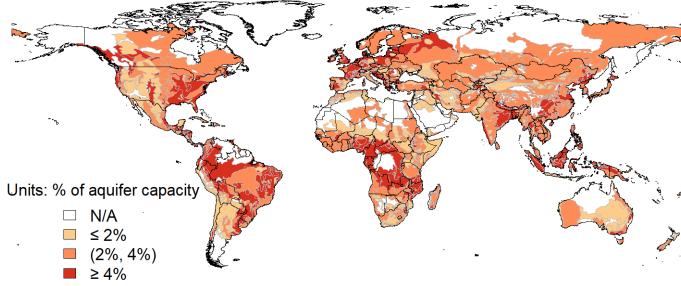 Units: % of aquifer capacity
N/A
≤ 2%
(2%, 4%)
≥ 4%